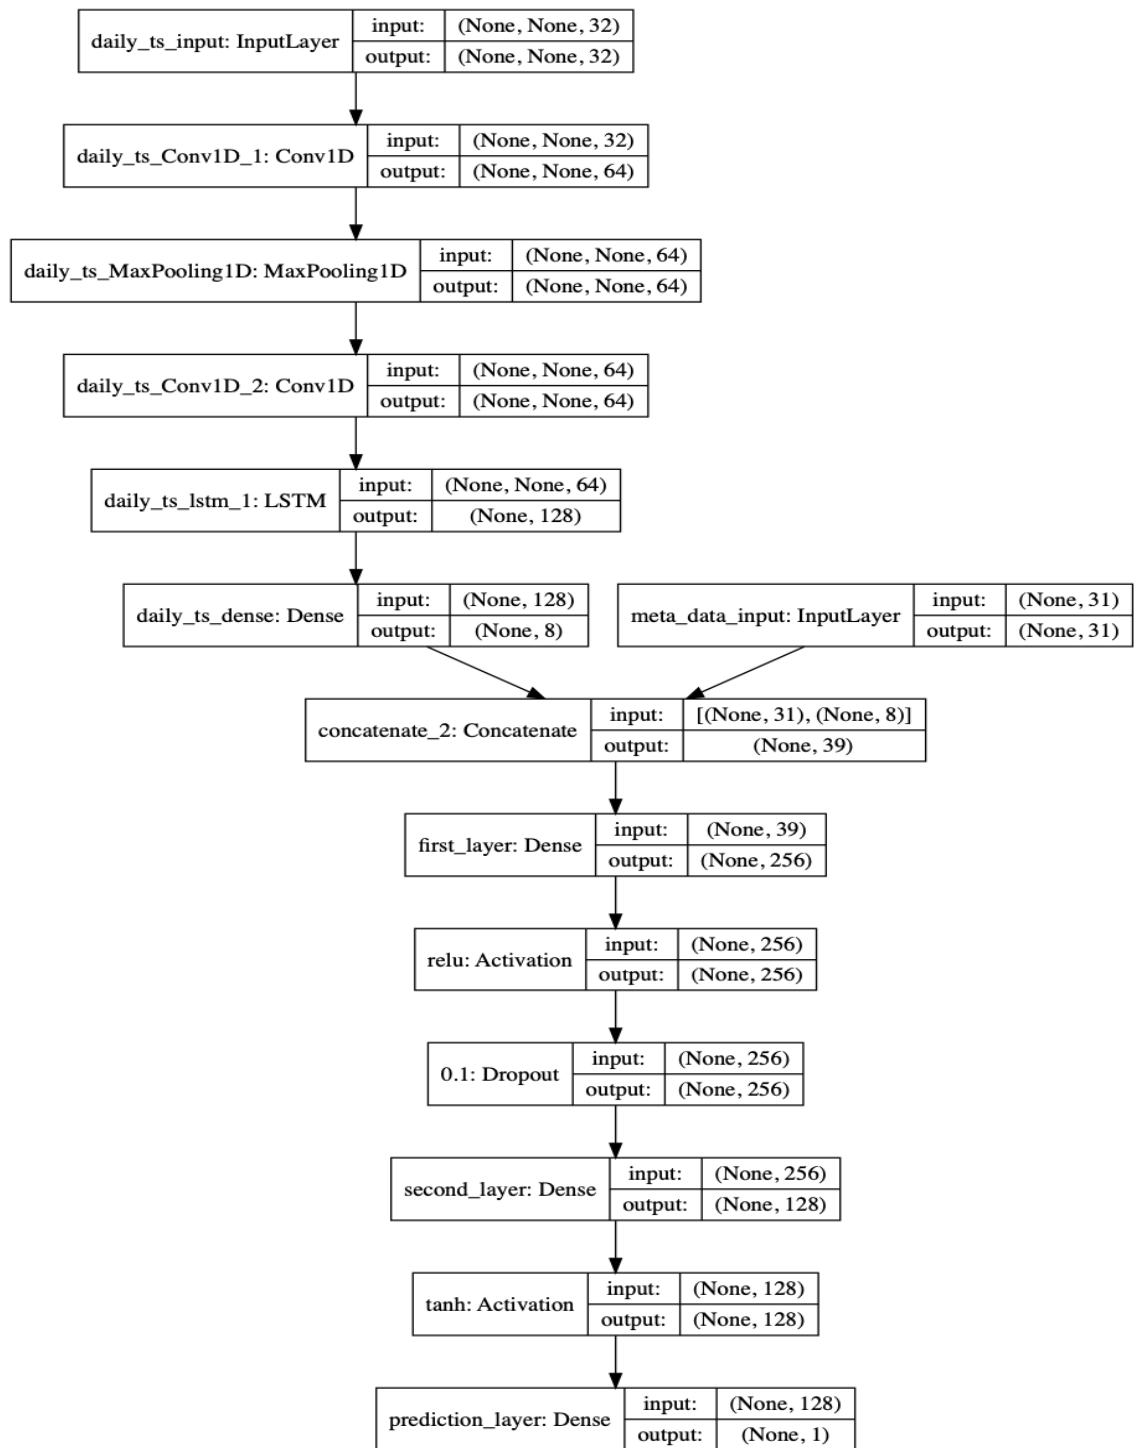 daily_ts_input: InputLayer
input: (None, None, 32)
output: (None, None, 32)
daily_ts_Conv1D_1: Conv1D
input: (None, None, 32)
output: (None, None, 64)
daily_ts_MaxPooling1D: MaxPooling1D
input: (None, None, 64)
output: (None, None, 64)
daily_ts_Conv1D_2: Conv1D
input: (None, None, 64)
output: (None, None, 64)
daily_ts_lstm_1: LSTM
input: (None, None, 64)
output: (None, 128)
daily_ts_dense: Dense
input: (None, 128)
output: (None, 8)
meta_data_input: InputLayer
input: (None, 31)
output: (None, 31)
concatenate_2: Concatenate
input: [(None, 31), (None, 8)]
output: (None, 39)
first_layer: Dense
input: (None, 39)
output: (None, 256)
relu: Activation
input: (None, 256)
output: (None, 256)
0.1: Dropout
input: (None, 256)
output: (None, 256)
second_layer: Dense
input: (None, 256)
output: (None, 128)
tanh: Activation
input: (None, 128)
output: (None, 128)
prediction_layer: Dense
input: (None, 128)
output: (None, 1)